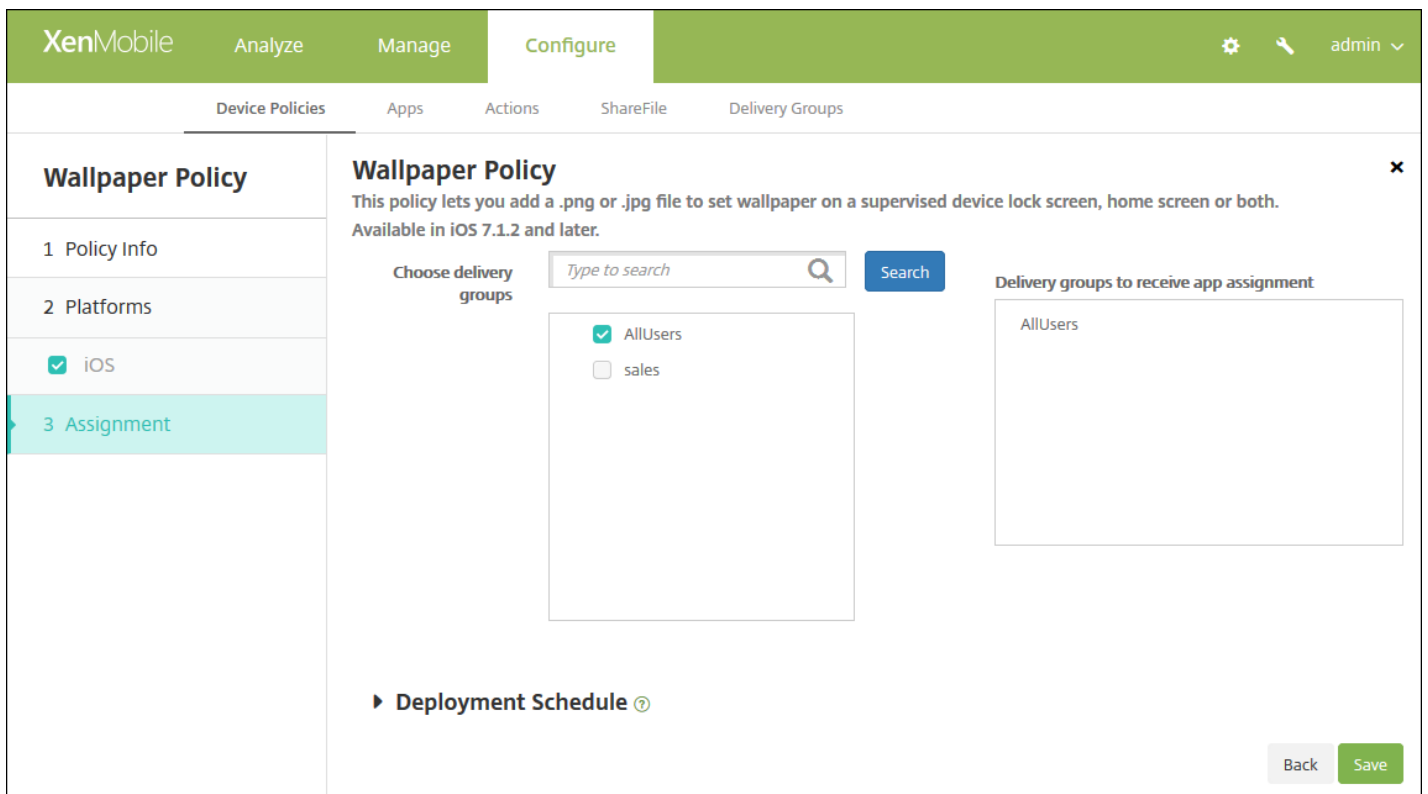 XenMobile Analyze Manage Configure admin
Device Policies Apps Actions ShareFile Delivery Groups
Wallpaper Policy
1 Policy Info
2 Platforms
iOS
3 Assignment
Wallpaper Policy
This policy lets you add a .png or .jpg file to set wallpaper on a supervised device lock screen, home screen or both.
Available in iOS 7.1.2 and later.
Choose delivery
groups
Type to search
Search
AllUsers
sales
Delivery groups to receive app assignment
AllUsers
Deployment Schedule ?
Back Save